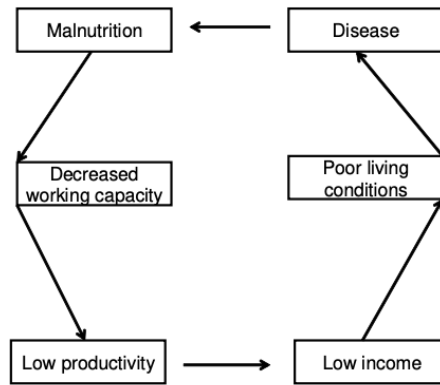 Malnutrition
Disease
Decreased
working capacity
Poor living
conditions
Low productivity
Low income